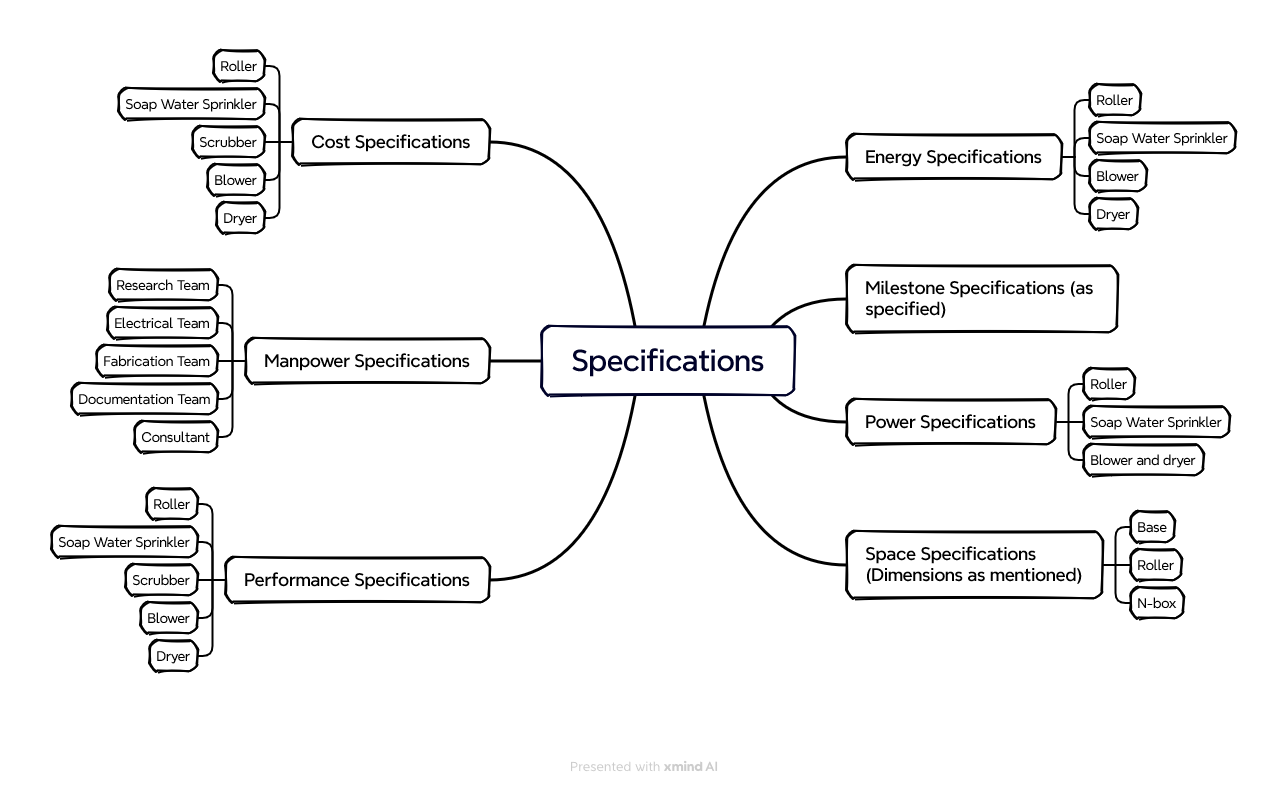 Specifications
Cost Specifications
Roller
Soap Water Sprinkler
Scrubber
Blower
Dryer
Manpower Specifications
Research Team
Electrical Team
Fabrication Team
Documentation Team
Consultant
Performance Specifications
Roller
Soap Water Sprinkler
Scrubber
Blower
Dryer
Energy Specifications
Roller
Soap Water Sprinkler
Blower
Dryer
Milestone Specifications (as
specified)
Power Specifications
Roller
Soap Water Sprinkler
Blower and dryer
Space Specifications
(Dimensions as mentioned)
Base
Roller
N-box
Presented with xmind AI